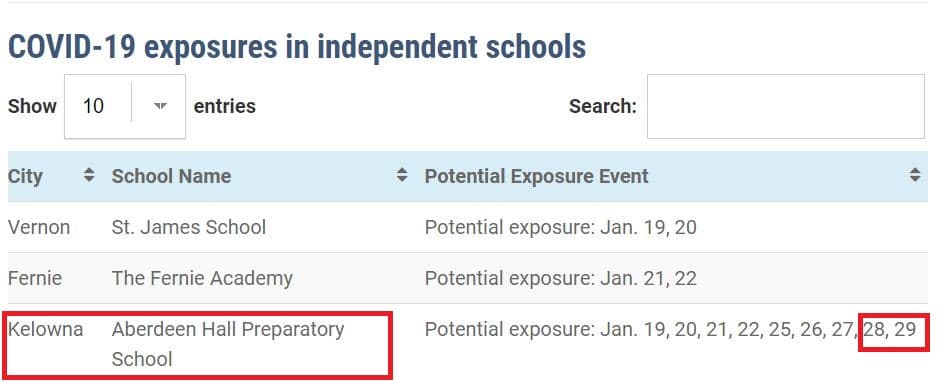 COVID-19 exposures in independent schools
Show 10 entries Search:
City School Name Potential Exposure Event
Vernon St. James School Potential exposure: Jan. 19, 20
Fernie The Fernie Academy Potential exposure: Jan. 21, 22
Kelowna Aberdeen Hall Preparatory Potential exposure: Jan. 19, 20, 21, 22, 25, 26, 27, 28, 29
School